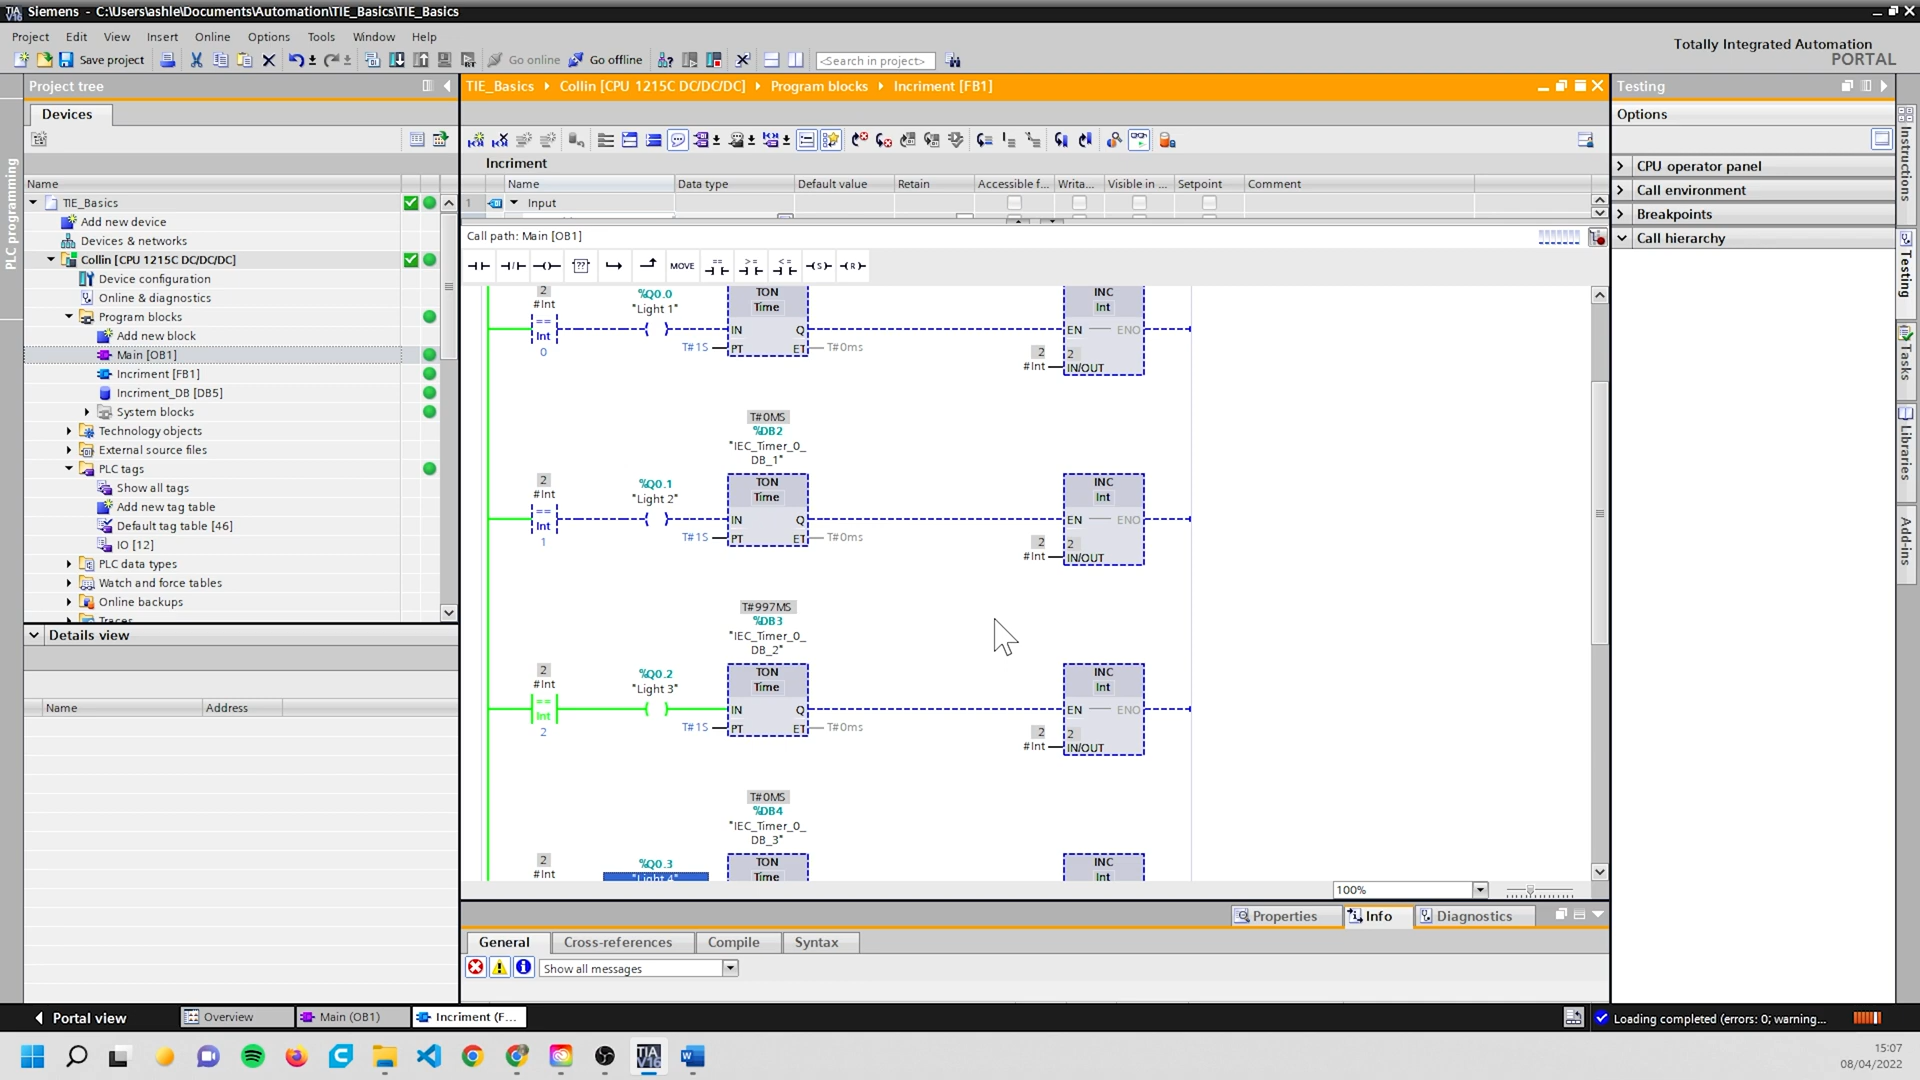 Siemens - C:\Users\ashle\Documents\Automation\TIE_Basics\TIE_Basics
Project Edit View Insert Online Options Tools Window Help
Totally Integrated Automation
PORTAL
Save project Go online Go offline <Search in project>
Project tree
TIE_Basics Collin [CPU 1215C DC/DC/DC] Program blocks Incriment [FB1]
Testing
Devices
Options
PLC programming
Name
TIE_Basics
Add new device
Devices & networks
Collin [CPU 1215C DC/DC/DC]
Device configuration
Online & diagnostics
Program blocks
Add new block
Main [OB1]
Incriment [FB1]
Incriment_DB [DB5]
System blocks
Technology objects
External source files
PLC tags
Show all tags
Add new tag table
Default tag table [46]
IO [12]
PLC data types
Watch and force tables
Online backups
Traces
Details view
Name Address
Incriment
Name Data type Default value Retain Accessible f... Writa... Visible in ... Setpoint Comment
1 Input
Call path: Main [OB1]
MOVE
2
#Int
== Int
0
%Q0.0
"Light 1"
TON
Time
IN Q
T#1S PT ET T#0ms
INC
Int
EN ENO
2
#Int
2
IN/OUT
T#0MS
%DB2
"IEC_Timer_0_
DB_1"
2
#Int
== Int
1
%Q0.1
"Light 2"
TON
Time
IN Q
T#1S PT ET T#0ms
INC
Int
EN ENO
2
#Int
2
IN/OUT
T#997MS
%DB3
"IEC_Timer_0_
DB_2"
2
#Int
== Int
2
%Q0.2
"Light 3"
TON
Time
IN Q
T#1S PT ET T#0ms
INC
Int
EN ENO
2
#Int
2
IN/OUT
T#0MS
%DB4
"IEC_Timer_0_
DB_3"
2
#Int
%Q0.3
"Light 4"
TON
Time
INC
Int
100%
Properties Info Diagnostics
General Cross-references Compile Syntax
Show all messages
CPU operator panel
Call environment
Breakpoints
Call hierarchy
Instructions
Testing
Tasks
Libraries
Add-ins
Portal view Overview Main (OB1) Incriment (F...
Loading completed (errors: 0; warning...
TIA
V16
15:07
08/04/2022